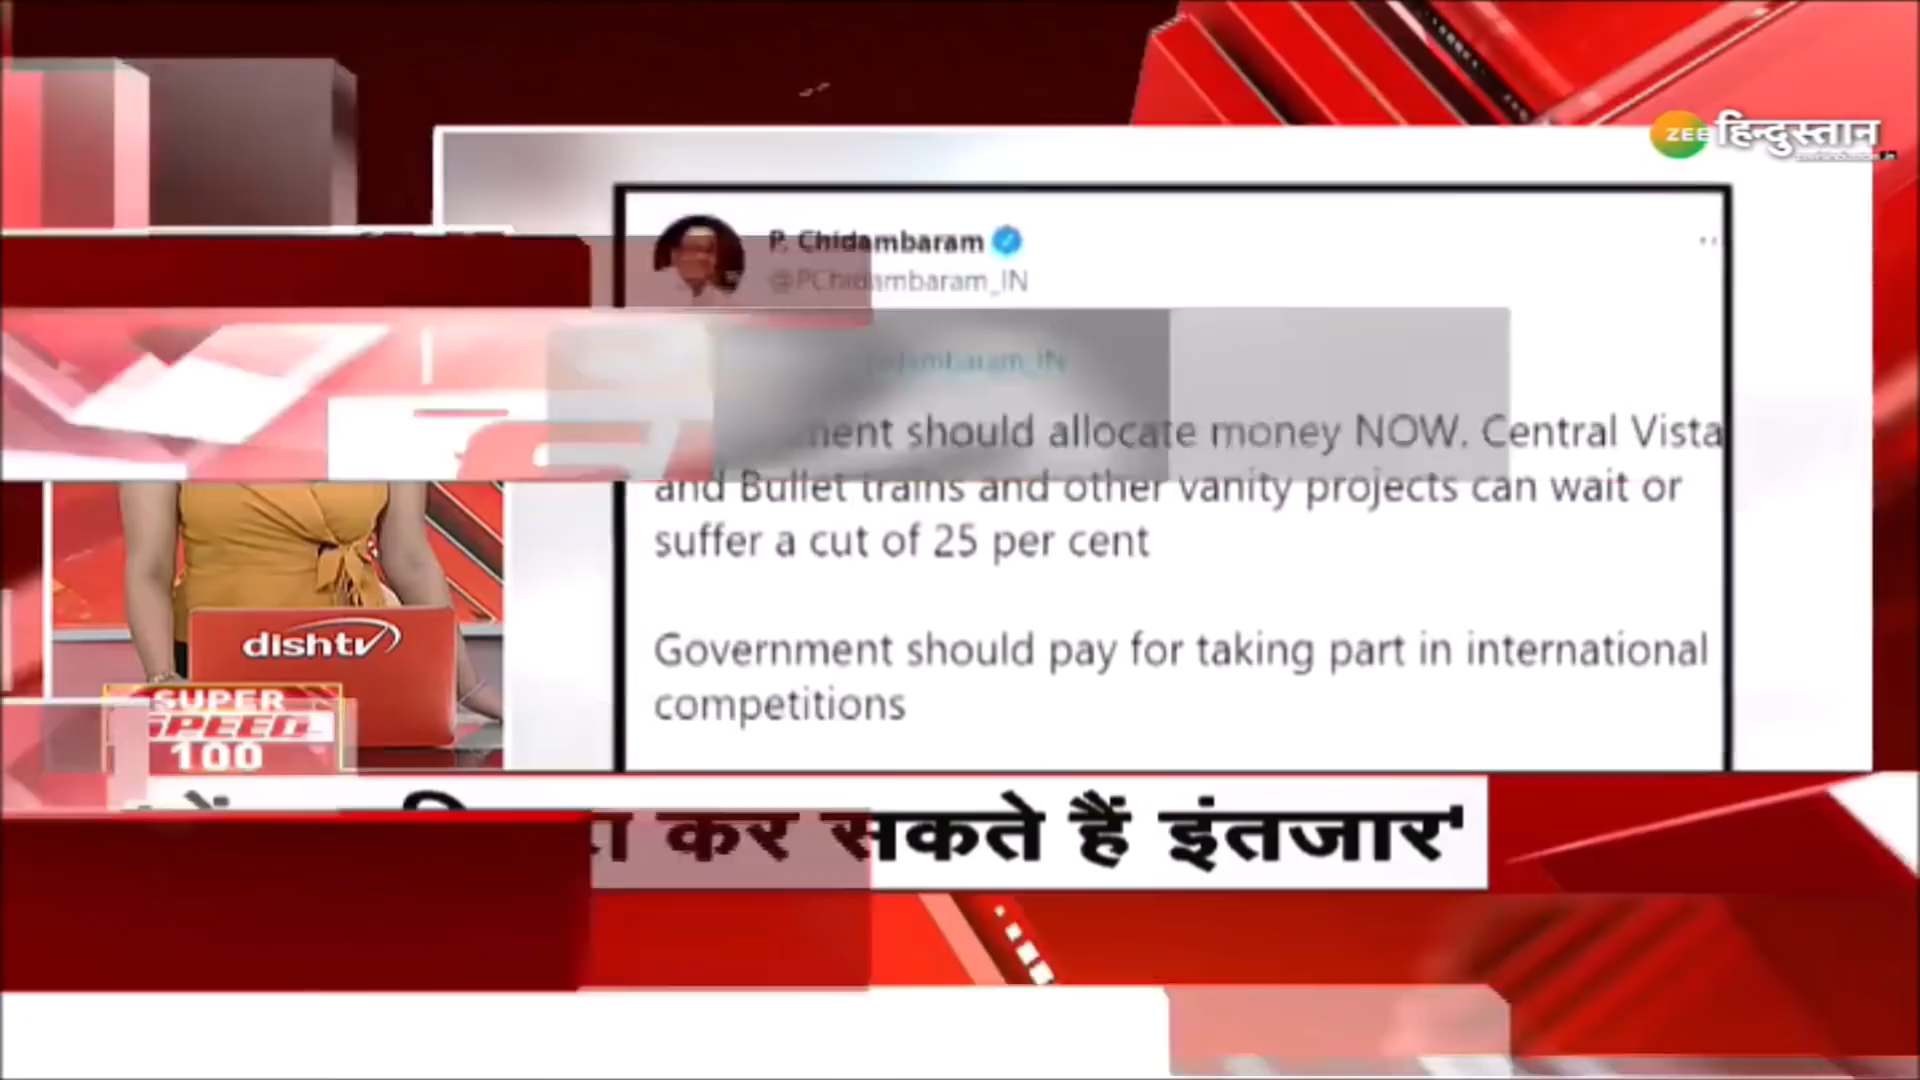 ZEE हिन्दुस्तान
P. Chidambaram
@PChidambaram_IN
should allocate money NOW. Central Vista
and Bullet trains and other vanity projects can wait or
suffer a cut of 25 per cent
Government should pay for taking part in international
competitions
dishtv
SUPER
SPEED
100
कर सकते हैं इंतजार'